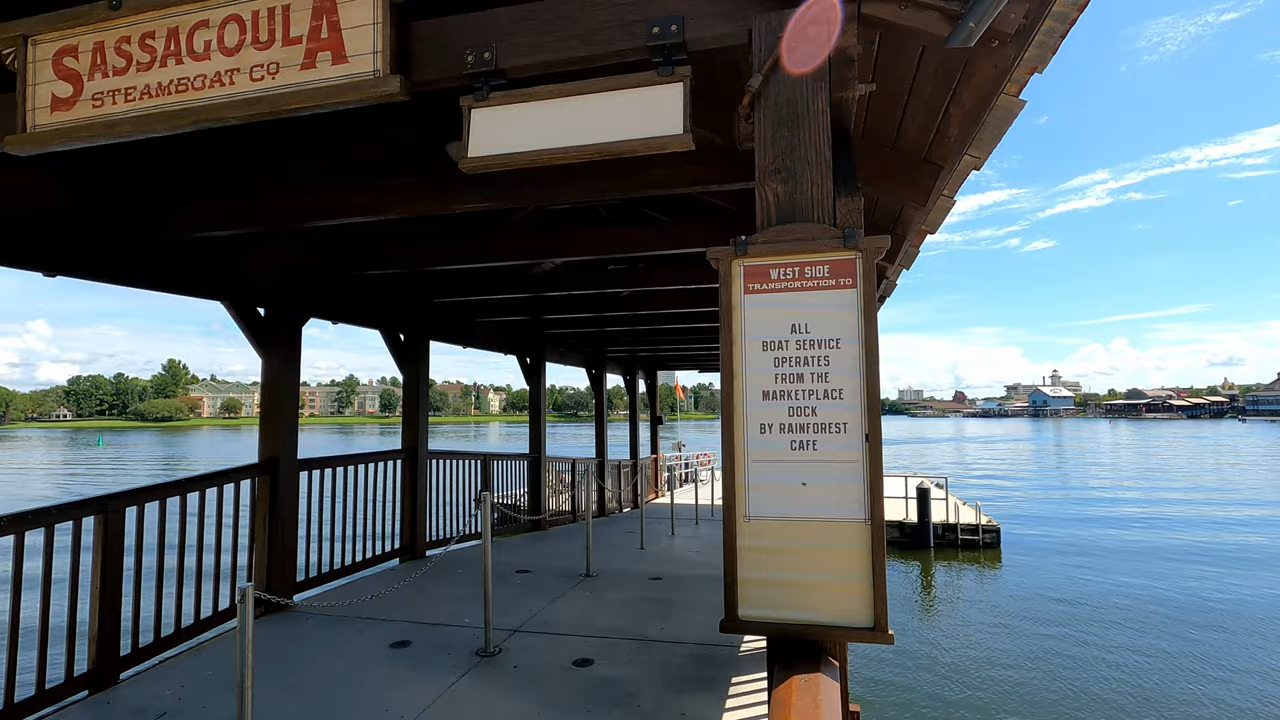 SASSAGOULA
STEAMBOAT CO
WEST SIDE
TRANSPORTATION TO
ALL
BOAT SERVICE
OPERATES
FROM THE
MARKETPLACE
DOCK
BY RAINFOREST
CAFE